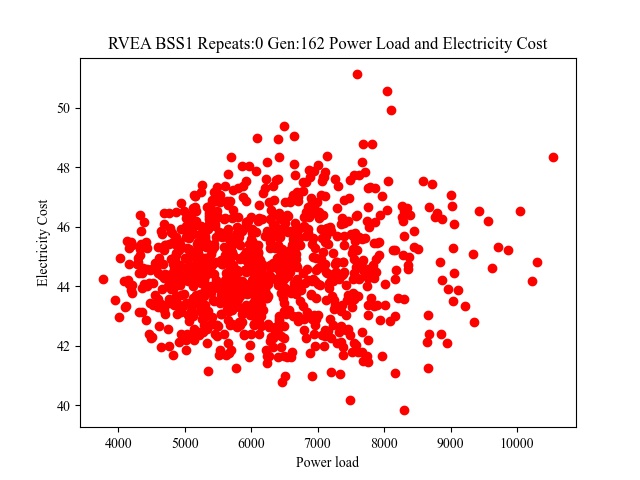 RVEA BSS1 Repeats:0 Gen:162 Power Load and Electricity Cost
50
48
46
44
42
40
Electricity Cost
4000 5000 6000 7000 8000 9000 10000
Power load